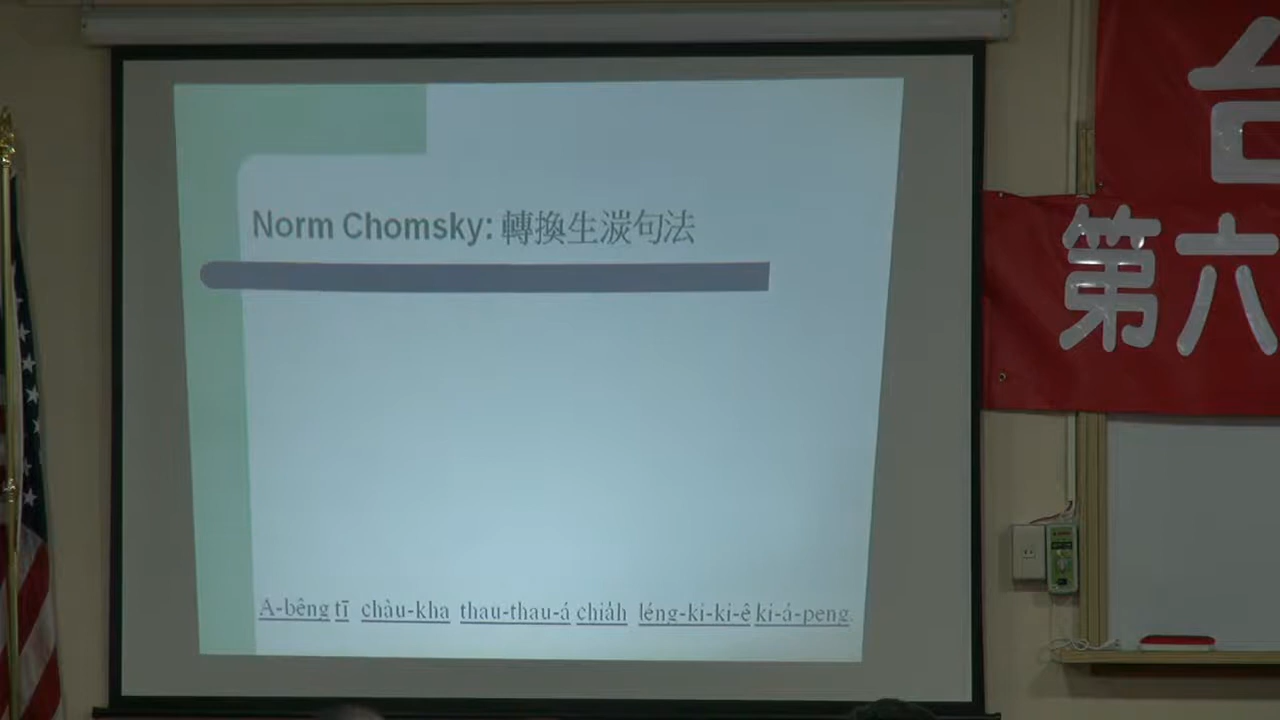 Norm Chomsky: 轉換生湠句法
A-bêng tī chàu-kha thau-thau-á chia̍h léng-ki-ki-ê ki-á-peng.
台
第六